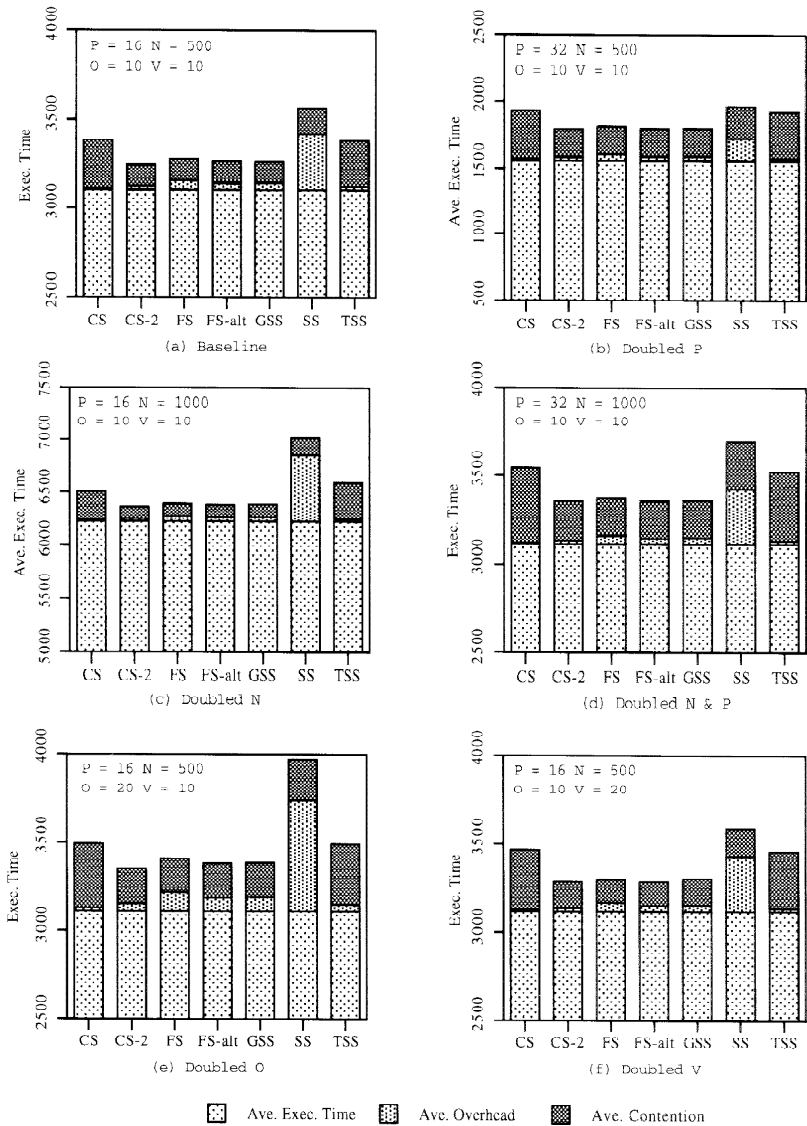 4000
3500
3000
2500
Exec. Time
P = 16 N = 500
O = 10 V = 10
CS CS-2 FS FS-alt GSS SS TSS
(a) Baseline
2500
2000
1500
1000
500
Ave. Exec. Time
P = 32 N = 500
O = 10 V = 10
CS CS-2 FS FS-alt GSS SS TSS
(b) Doubled P
7500
7000
6500
6000
5500
5000
Ave. Exec. Time
P = 16 N = 1000
O = 10 V = 10
CS CS-2 FS FS-alt GSS SS TSS
(c) Doubled N
4000
3500
3000
2500
Exec. Time
P = 32 N = 1000
O = 10 V = 10
CS CS-2 FS FS-alt GSS SS TSS
(d) Doubled N & P
4000
3500
3000
2500
Exec. Time
P = 16 N = 500
O = 20 V = 10
CS CS-2 FS FS-alt GSS SS TSS
(e) Doubled O
4000
3500
3000
2500
Exec. Time
P = 16 N = 500
O = 10 V = 20
CS CS-2 FS FS-alt GSS SS TSS
(f) Doubled V
Ave. Exec. Time Ave. Overhead Ave. Contention